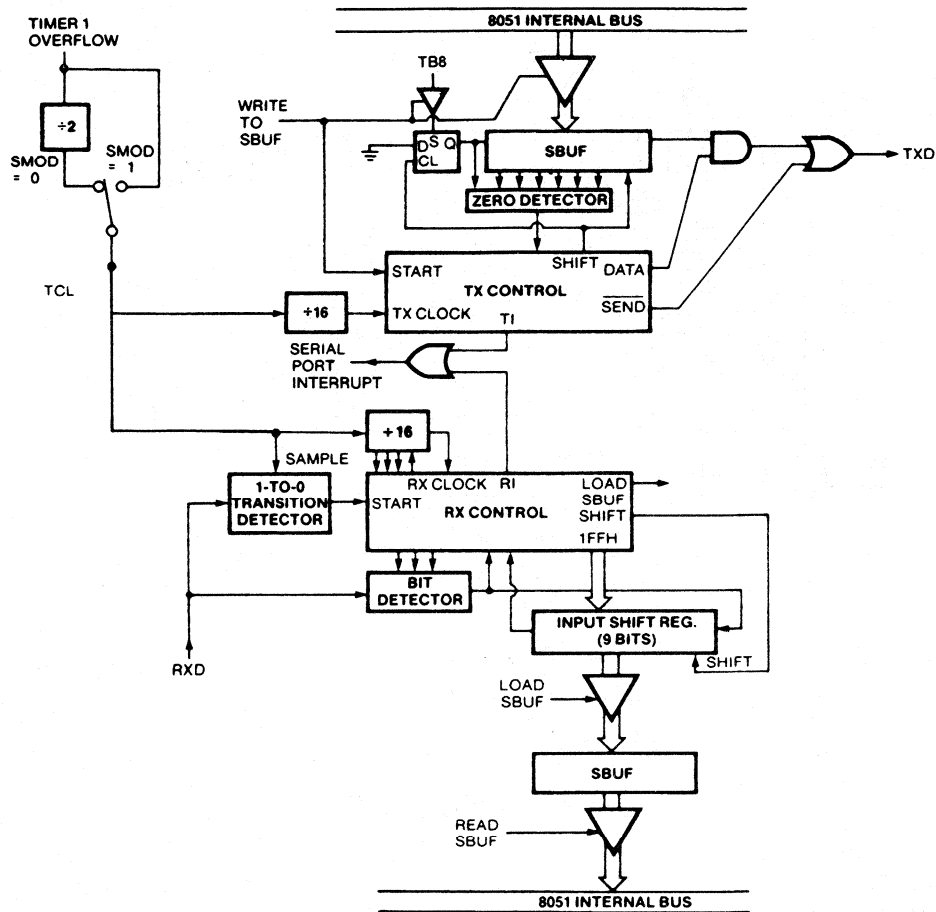 8051 INTERNAL BUS
TIMER 1
OVERFLOW
TB8
÷2
WRITE
TO
SBUF
SMOD
= 0
SMOD
= 1
D S Q
CL
SBUF
TXD
ZERO DETECTOR
START
SHIFT
DATA
TX CONTROL
TCL
÷16
TX CLOCK
TI
SEND
SERIAL
PORT
INTERRUPT
÷16
SAMPLE
1-TO-0
TRANSITION
DETECTOR
START
RX CLOCK
RI
LOAD
SBUF
RX CONTROL
SHIFT
1FFH
BIT
DETECTOR
INPUT SHIFT REG.
(9 BITS)
RXD
SHIFT
LOAD
SBUF
SBUF
READ
SBUF
8051 INTERNAL BUS